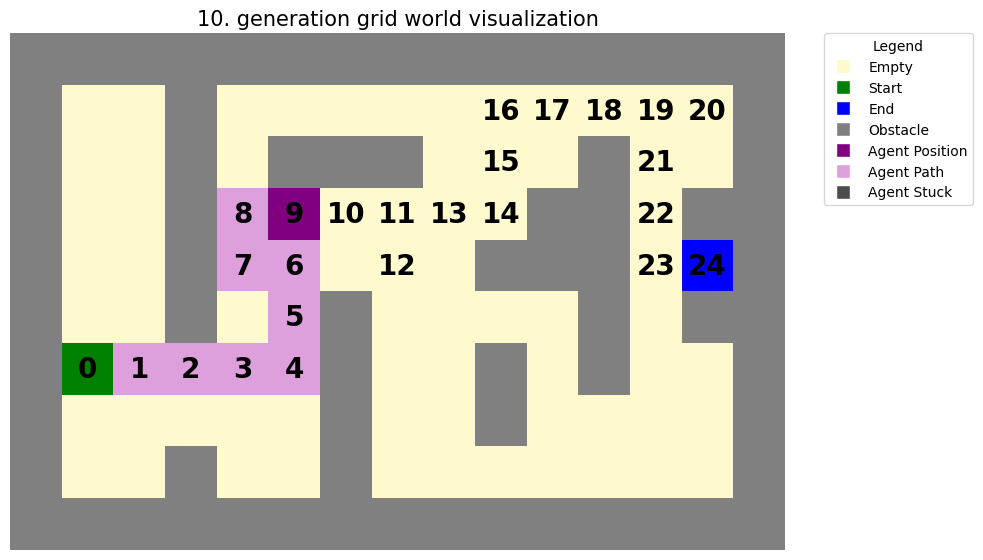 10. generation grid world visualization
Legend
Empty
Start
End
Obstacle
Agent Position
Agent Path
Agent Stuck
16 17 18 19 20
15 21
8 9 10 11 13 14 22
7 6 12 23 24
5
0 1 2 3 4